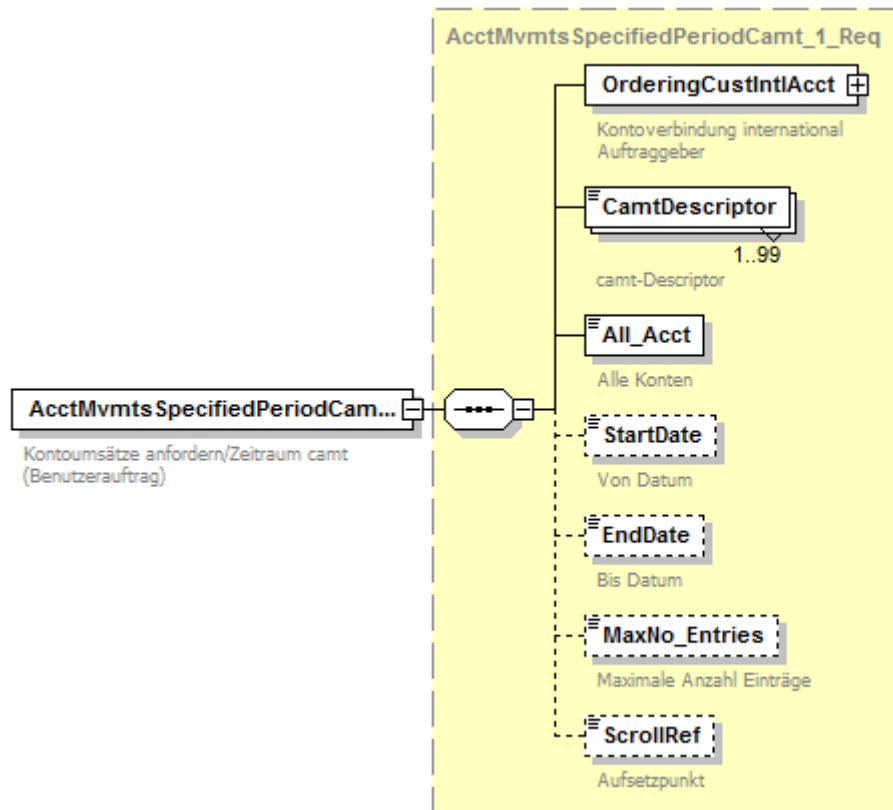 AcctMvmtsSpecifiedPeriodCamt_1_Req
OrderingCustIntlAcct
Kontoverbindung international
Auftraggeber
CamtDescriptor
1..99
camt-Descriptor
All_Acct
Alle Konten
AcctMvmtsSpecifiedPeriodCam...
Kontoumsätze anfordern/Zeitraum camt
(Benutzerauftrag)
StartDate
Von Datum
EndDate
Bis Datum
MaxNo_Entries
Maximale Anzahl Einträge
ScrollRef
Aufsetzpunkt